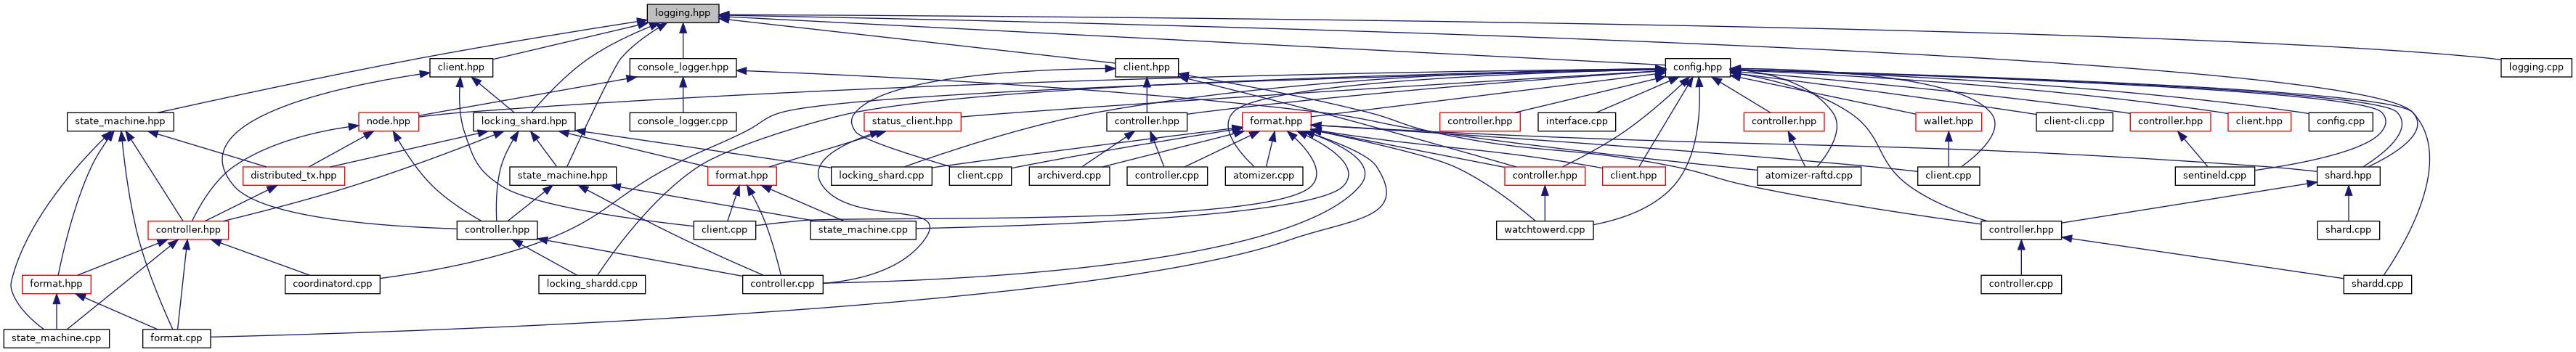 logging.hpp
client.hpp
console_logger.hpp
client.hpp
config.hpp
logging.cpp
state_machine.hpp
node.hpp
locking_shard.hpp
console_logger.cpp
status_client.hpp
controller.hpp
format.hpp
controller.hpp
interface.cpp
controller.hpp
wallet.hpp
client-cli.cpp
controller.hpp
client.hpp
config.cpp
distributed_tx.hpp
state_machine.hpp
format.hpp
locking_shard.cpp
client.cpp
archiverd.cpp
controller.cpp
atomizer.cpp
controller.hpp
client.hpp
atomizer-raftd.cpp
client.cpp
sentineld.cpp
shard.hpp
controller.hpp
controller.hpp
client.cpp
state_machine.cpp
watchtowerd.cpp
controller.hpp
shard.cpp
format.hpp
coordinatord.cpp
locking_shardd.cpp
controller.cpp
controller.cpp
shardd.cpp
state_machine.cpp
format.cpp